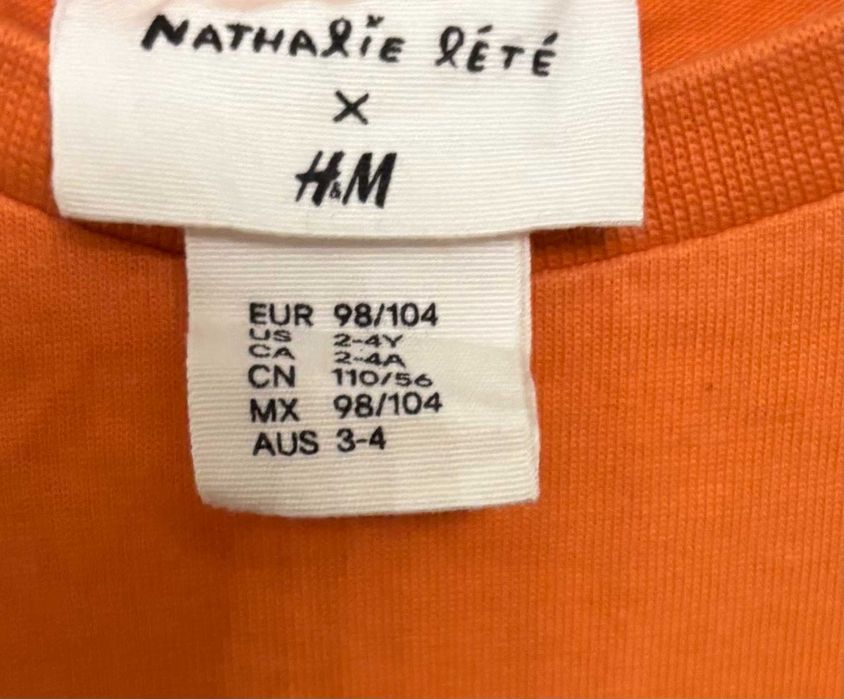 NATHALIE LÉTÉ
X
H&M
EUR 98/104
US 2-4Y
CA 2-4A
CN 110/56
MX 98/104
AUS 3-4